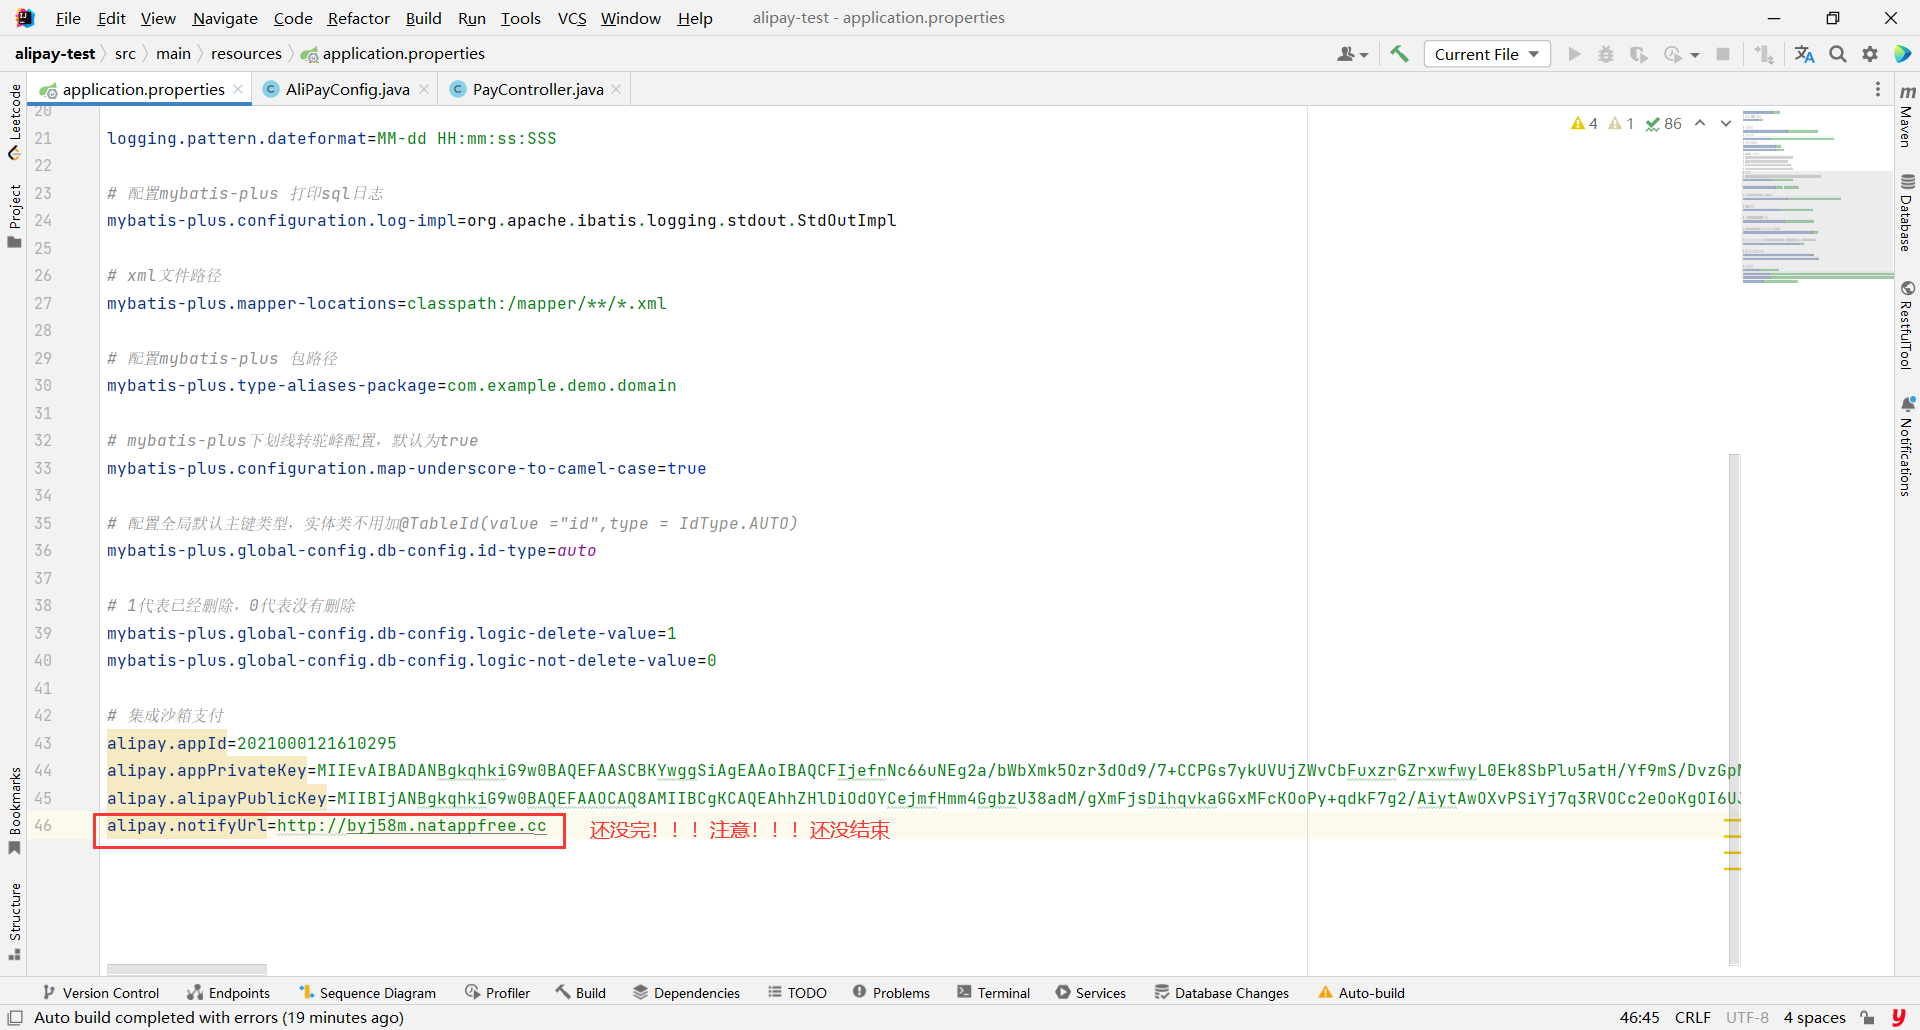 File Edit View Navigate Code Refactor Build Run Tools VCS Window Help alipay-test - application.properties
alipay-test src main resources application.properties Current File
application.properties AliPayConfig.java PayController.java
Leetcode
Project
Bookmarks
Structure
4 1 86
20
21 logging.pattern.dateformat=MM-dd HH:mm:ss:SSS
22
23 # 配置mybatis-plus 打印sql日志
24 mybatis-plus.configuration.log-impl=org.apache.ibatis.logging.stdout.StdOutImpl
25
26 # xml文件路径
27 mybatis-plus.mapper-locations=classpath:/mapper/**/*.xml
28
29 # 配置mybatis-plus 包路径
30 mybatis-plus.type-aliases-package=com.example.demo.domain
31
32 # mybatis-plus下划线转驼峰配置，默认为true
33 mybatis-plus.configuration.map-underscore-to-camel-case=true
34
35 # 配置全局默认主键类型，实体类不用加@TableId(value ="id",type = IdType.AUTO)
36 mybatis-plus.global-config.db-config.id-type=auto
37
38 # 1代表已经删除，0代表没有删除
39 mybatis-plus.global-config.db-config.logic-delete-value=1
40 mybatis-plus.global-config.db-config.logic-not-delete-value=0
41
42 # 集成沙箱支付
43 alipay.appId=2021000121610295
44 alipay.appPrivateKey=MIIEvAIBADANBgkqhkiG9w0BAQEFAASCBKYwggSiAgEAAoIBAQCFIjefnNc66uNEg2a/bWbXmk5Ozr3dOd9/7+CCPGs7ykUVUjZWvCbFuxzrGZrxwfwyL0Ek8SbPlu5atH/Yf9mS/DvzGp
45 alipay.alipayPublicKey=MIIBIjANBgkqhkiG9w0BAQEFAAOCAQ8AMIIBCgKCAQEAhhZHlDiOdOYCejmfHmm4GgbzU38adM/gXmFjsDihqvkaGGxMFcKOoPy+qdkF7g2/AiytAwOXvPSiYj7q3RVOCc2eOoKgOI6U
46 alipay.notifyUrl=http://byj58m.natappfree.cc 还没完！！！注意！！！还没结束
m Maven
Database
RestfulTool
Notifications
Version Control Endpoints Sequence Diagram Profiler Build Dependencies TODO Problems Terminal Services Database Changes Auto-build
Auto build completed with errors (19 minutes ago) 46:45 CRLF UTF-8 4 spaces